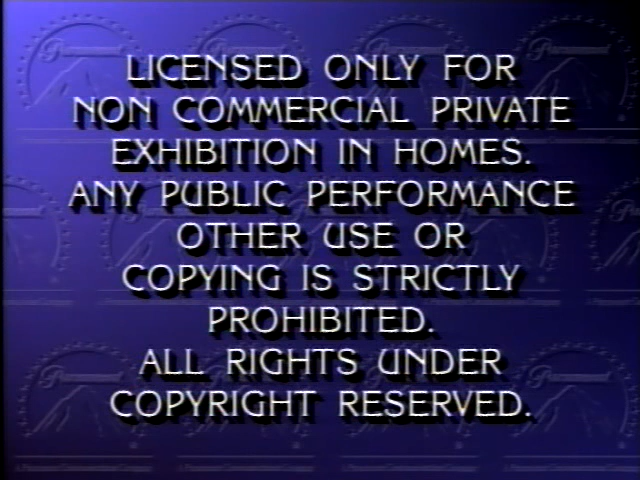 LICENSED ONLY FOR
NON COMMERCIAL PRIVATE
EXHIBITION IN HOMES.
ANY PUBLIC PERFORMANCE
OTHER USE OR
COPYING IS STRICTLY
PROHIBITED.
ALL RIGHTS UNDER
COPYRIGHT RESERVED.